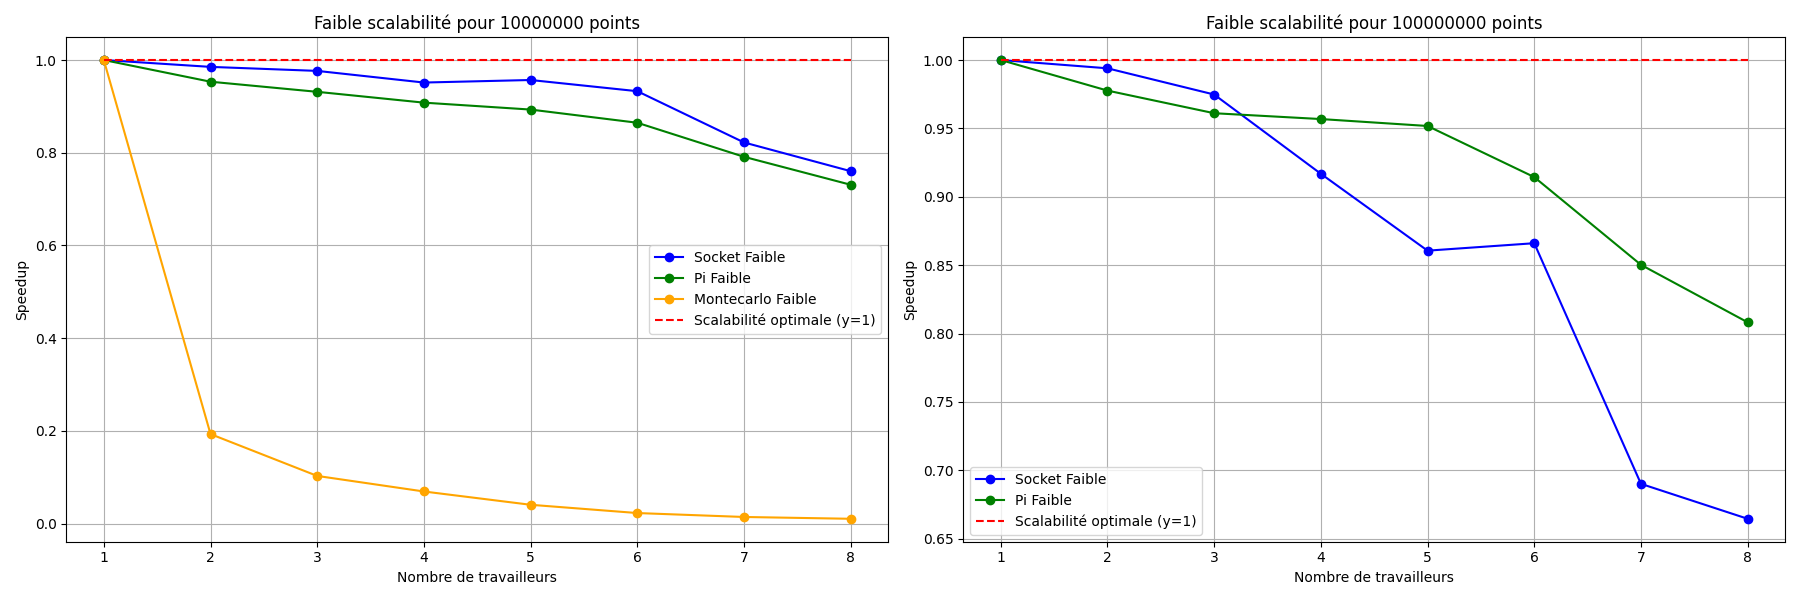 Faible scalabilité pour 10000000 points
Speedup
1.0
0.8
0.6
0.4
0.2
0.0
Socket Faible
Pi Faible
Montecarlo Faible
Scalabilité optimale (y=1)
1 2 3 4 5 6 7 8
Nombre de travailleurs
Faible scalabilité pour 100000000 points
Speedup
1.00
0.95
0.90
0.85
0.80
0.75
0.70
0.65
Socket Faible
Pi Faible
Scalabilité optimale (y=1)
1 2 3 4 5 6 7 8
Nombre de travailleurs